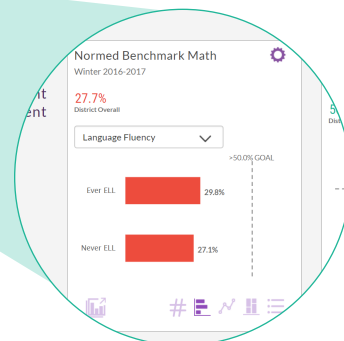 Normed Benchmark Math
Winter 2016-2017
27.7%
District Overall
Language Fluency
>50.0% GOAL
Ever ELL
29.8%
Never ELL
27.1%